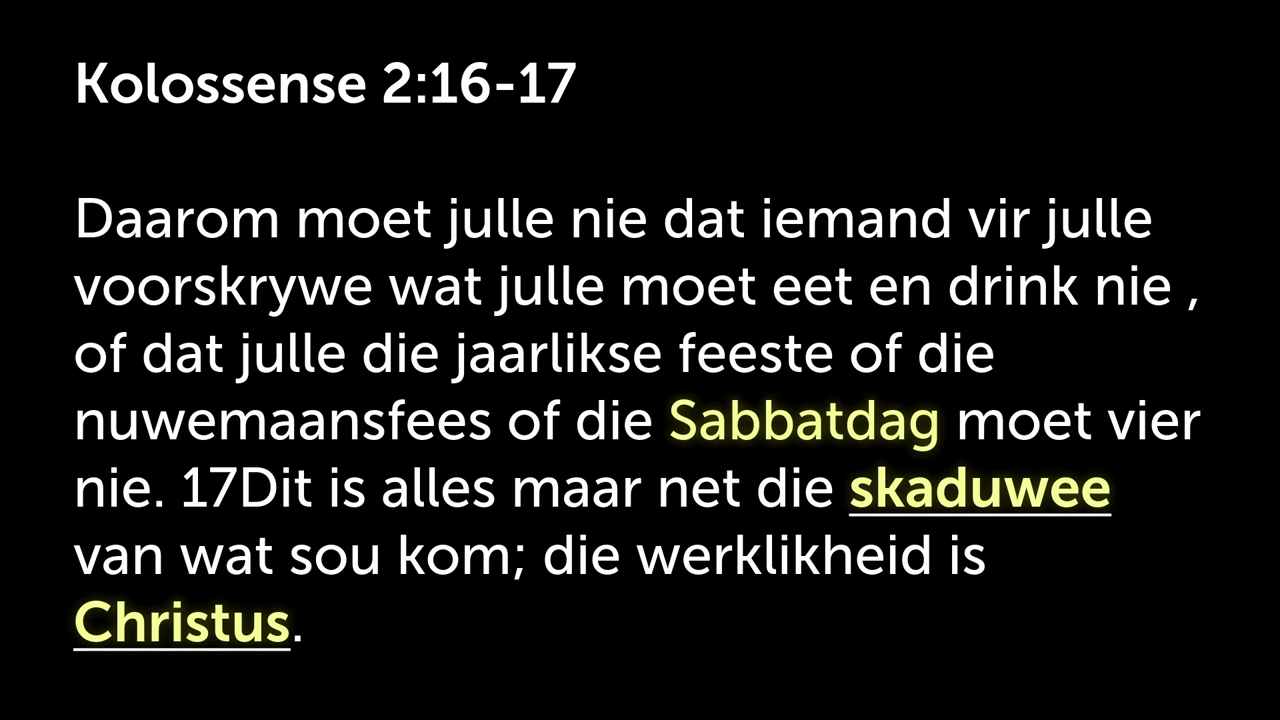 Kolossense 2:16-17
Daarom moet julle nie dat iemand vir julle
voorskrywe wat julle moet eet en drink nie ,
of dat julle die jaarlikse feeste of die
nuwemaansfees of die Sabbatdag moet vier
nie. 17Dit is alles maar net die skaduwee
van wat sou kom; die werklikheid is
Christus.